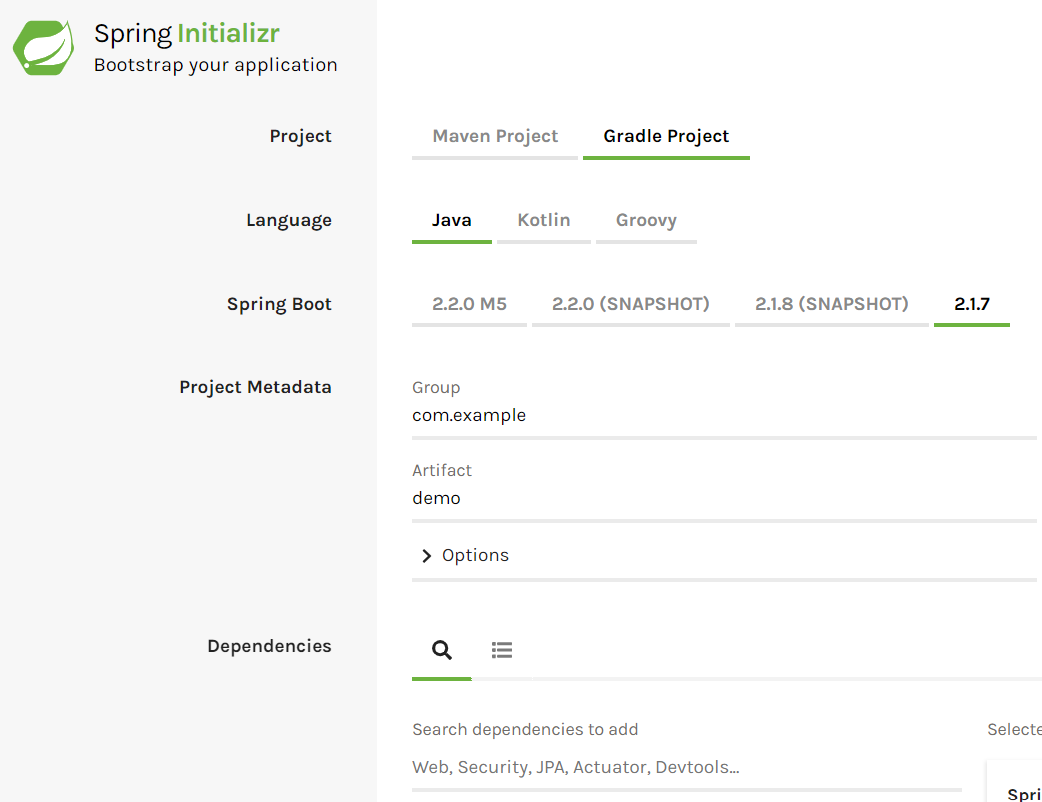 Spring Initializr
Bootstrap your application
Project
Maven Project Gradle Project
Language
Java Kotlin Groovy
Spring Boot
2.2.0 M5 2.2.0 (SNAPSHOT) 2.1.8 (SNAPSHOT) 2.1.7
Project Metadata
Group
com.example
Artifact
demo
Options
Dependencies
Search dependencies to add
Selecte
Web, Security, JPA, Actuator, Devtools...
Spri